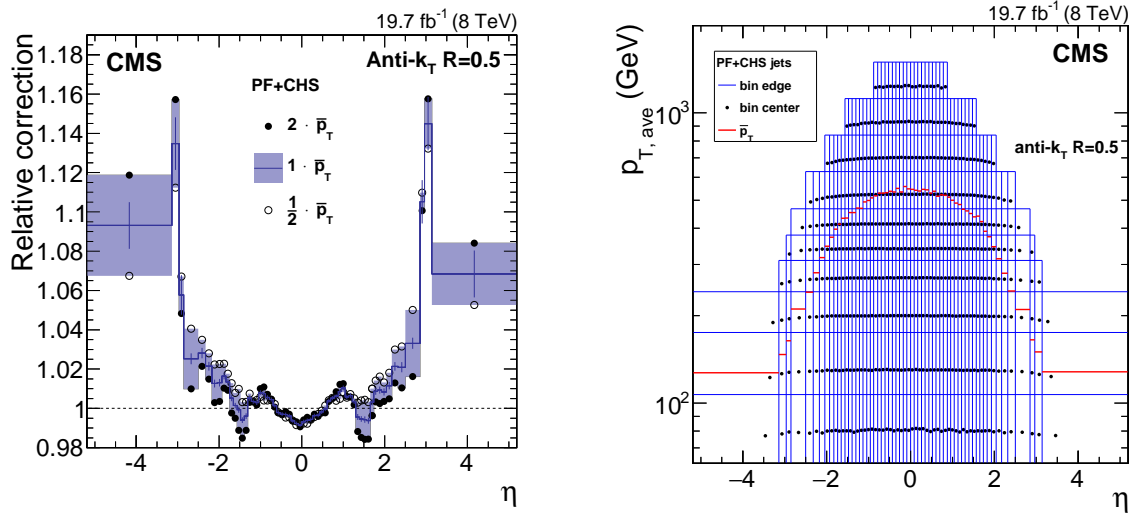 19.7 fb⁻¹ (8 TeV)
CMS
Anti-k_T R=0.5
PF+CHS
2 · p̅_T
1 · p̅_T
1/2 · p̅_T
Relative correction
1.18
1.16
1.14
1.12
1.1
1.08
1.06
1.04
1.02
1
0.98
−4 −2 0 2 4
η
19.7 fb⁻¹ (8 TeV)
CMS
PF+CHS jets
bin edge
bin center
p̅_T
anti-k_T R=0.5
p_T, ave (GeV)
10³
10²
−4 −2 0 2 4
η